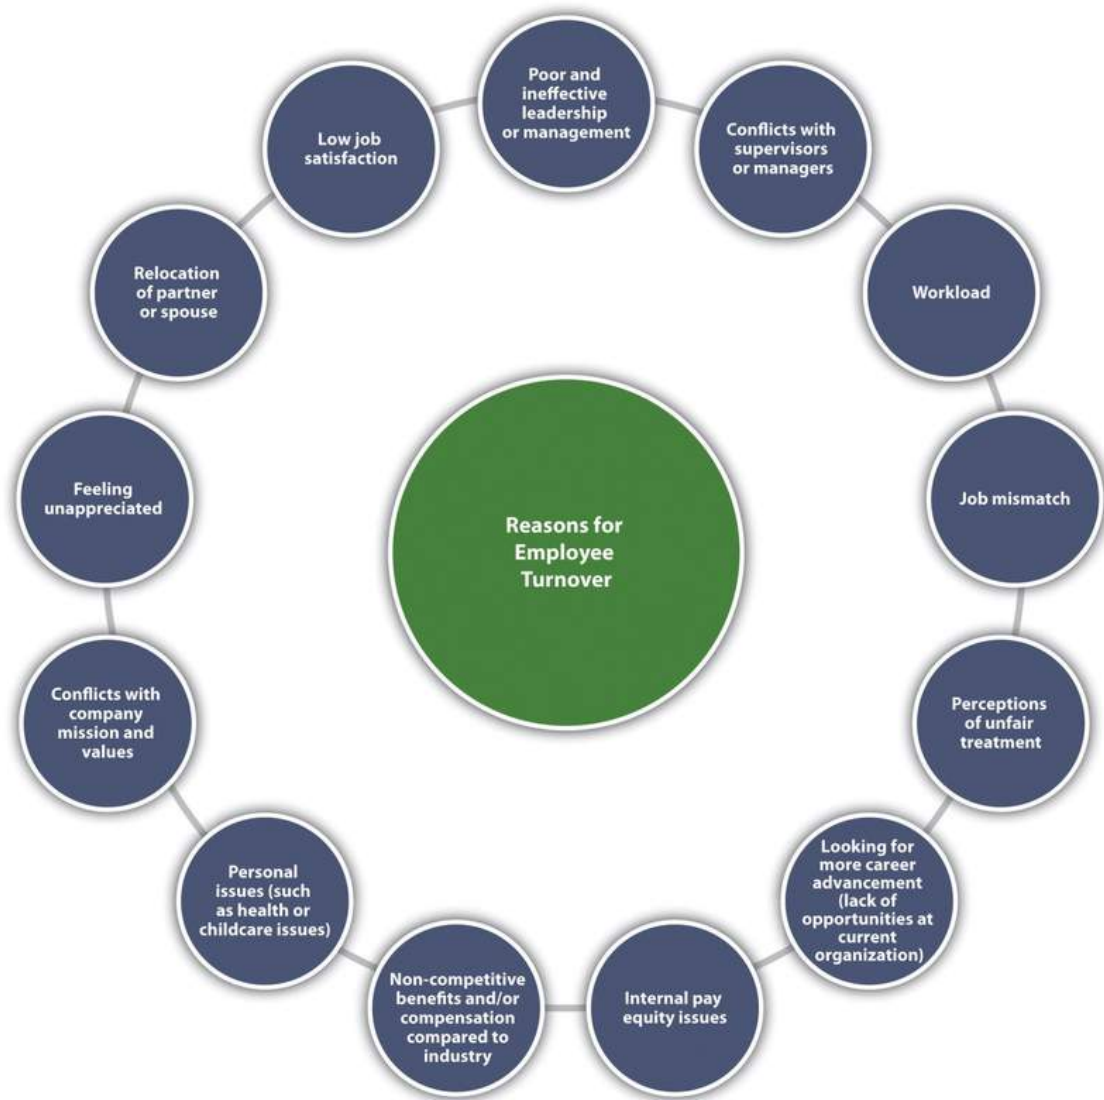 Poor and
ineffective
leadership
or management
Conflicts with
supervisors
or managers
Workload
Job mismatch
Perceptions
of unfair
treatment
Looking for
more career
advancement
(lack of
opportunities at
current
organization)
Internal pay
equity issues
Non-competitive
benefits and/or
compensation
compared to
industry
Personal
issues (such
as health or
childcare issues)
Conflicts with
company
mission and
values
Feeling
unappreciated
Relocation
of partner
or spouse
Low job
satisfaction
Reasons for
Employee
Turnover